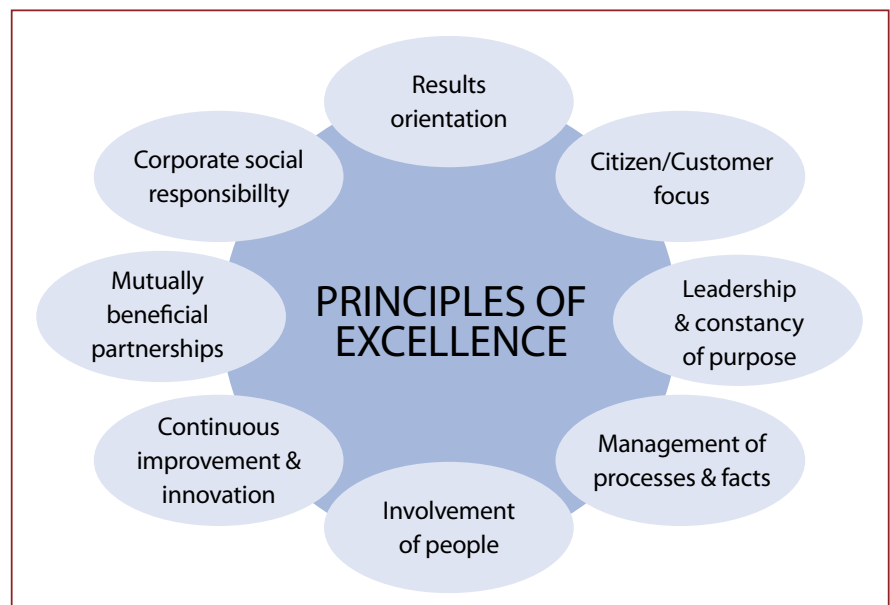 Results
orientation
Citizen/Customer
focus
Leadership
& constancy
of purpose
Management of
processes & facts
Involvement
of people
Continuous
improvement &
innovation
Mutually
beneficial
partnerships
Corporate social
responsibillty
PRINCIPLES OF
EXCELLENCE